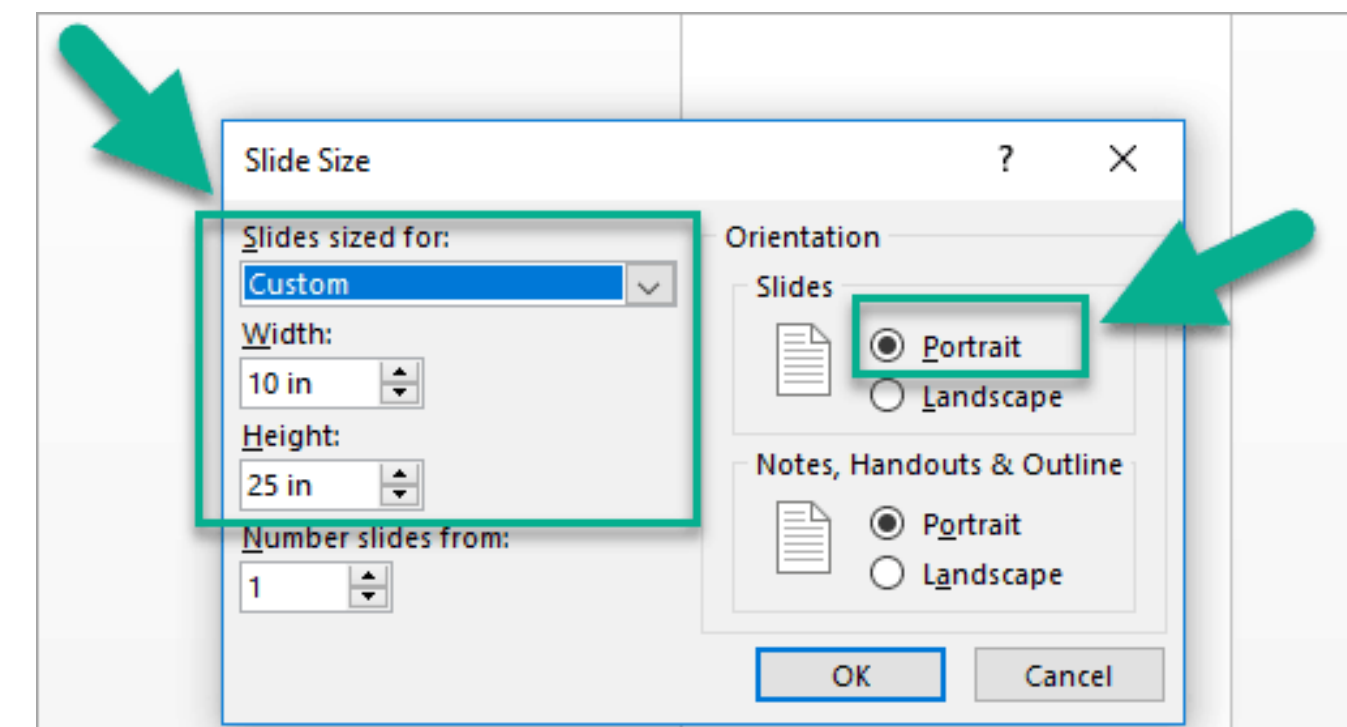 Slide Size
?
Slides sized for:
Custom
Width:
10 in
Height:
25 in
Number slides from:
1
Orientation
Slides
Portrait
Landscape
Notes, Handouts & Outline
Portrait
Landscape
OK
Cancel